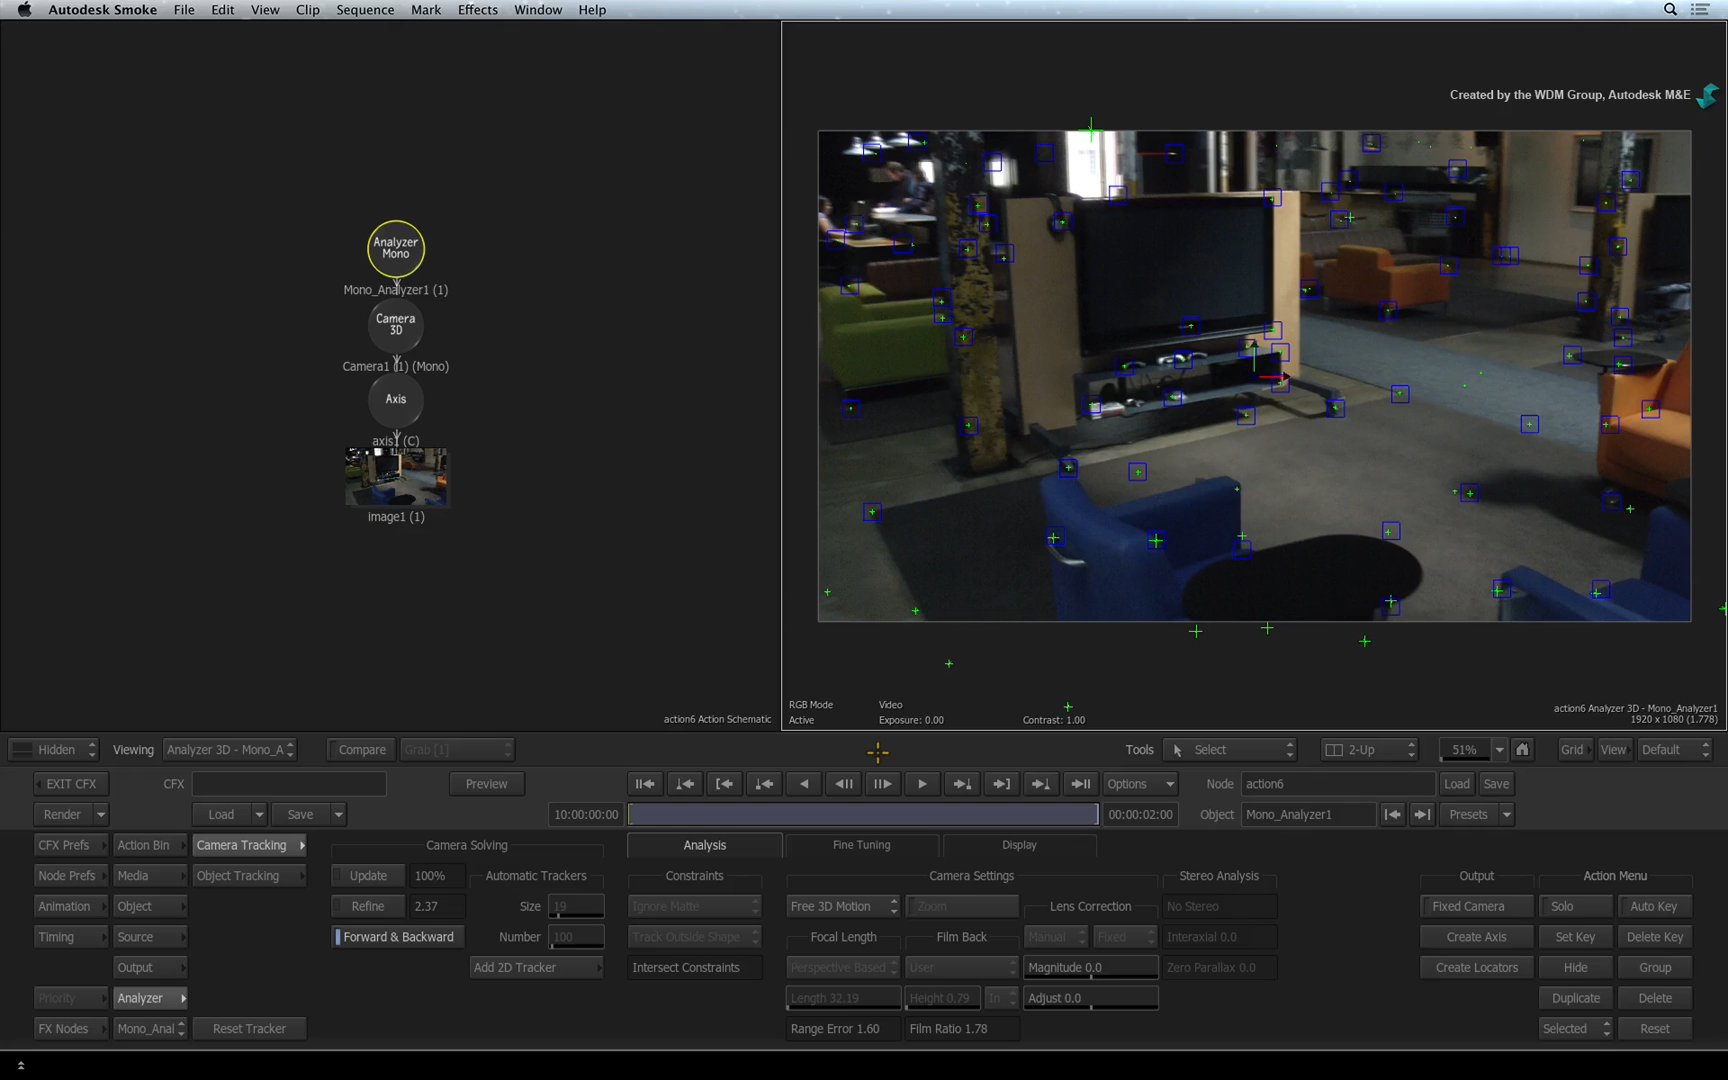 Autodesk Smoke File Edit View Clip Sequence Mark Effects Window Help
Created by the WDM Group, Autodesk M&E
Analyzer
Mono
Mono_Analyzer1 (1)
Camera
3D
Camera1 (1) (Mono)
Axis
axis1 (C)
image1 (1)
action6 Action Schematic
RGB Mode Video
Active Exposure: 0.00 Contrast: 1.00
action6 Analyzer 3D - Mono_Analyzer1
1920 x 1080 (1.778)
Hidden Viewing Analyzer 3D - Mono_A Compare Grab [1] Tools Select 2-Up 51% Grid View Default
EXIT CFX CFX Preview Options Node action6 Load Save
Render Load Save 10:00:00:00 00:00:02:00 Object Mono_Analyzer1 Presets
CFX Prefs Action Bin Camera Tracking Camera Solving Analysis Fine Tuning Display
Node Prefs Media Object Tracking Update 100% Automatic Trackers Constraints Camera Settings Stereo Analysis Output Action Menu
Animation Object Refine 2.37 Size 19 Ignore Matte Free 3D Motion Zoom Lens Correction No Stereo Fixed Camera Solo Auto Key
Timing Source Forward & Backward Number 100 Track Outside Shape Focal Length Film Back Manual Fixed Interaxial 0.0 Create Axis Set Key Delete Key
Output Add 2D Tracker Intersect Constraints Perspective Based User Magnitude 0.0 Zero Parallax 0.0 Create Locators Hide Group
Priority Analyzer Length 32.19 Height 0.79 In Adjust 0.0 Duplicate Delete
FX Nodes Mono_Anal Reset Tracker Range Error 1.60 Film Ratio 1.78 Selected Reset